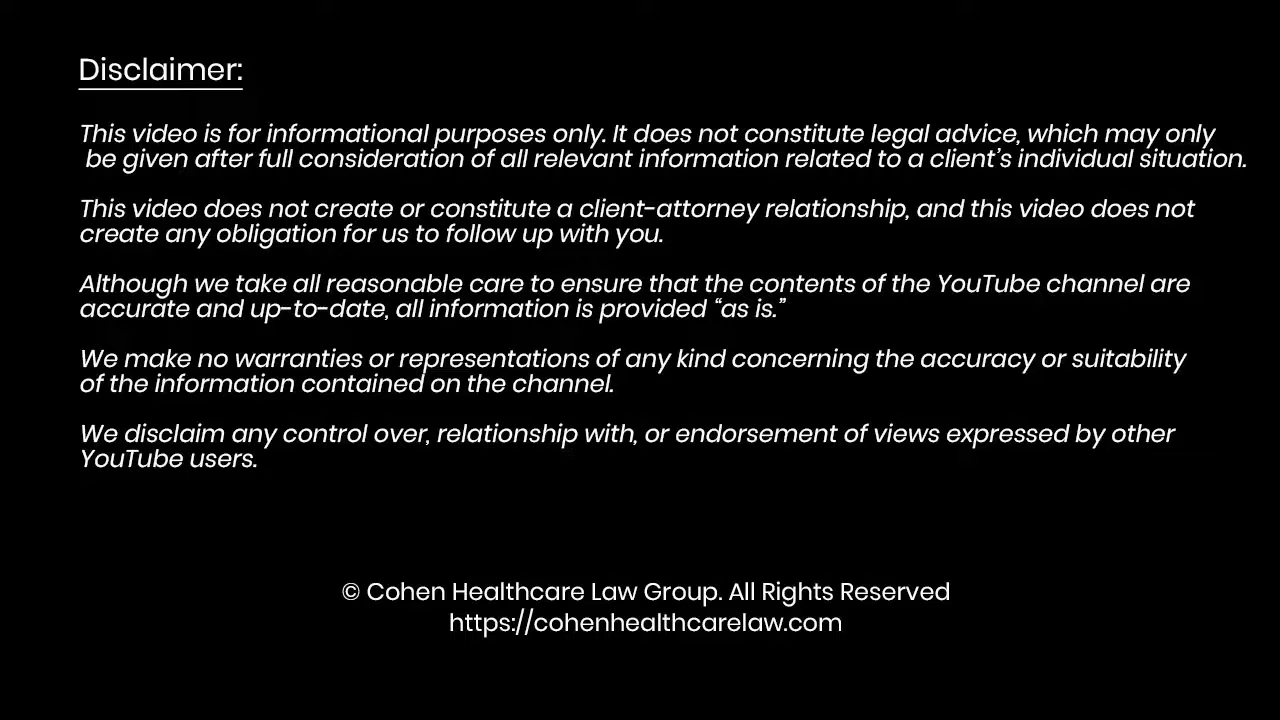 Disclaimer:
This video is for informational purposes only. It does not constitute legal advice, which may only
be given after full consideration of all relevant information related to a client’s individual situation.
This video does not create or constitute a client-attorney relationship, and this video does not
create any obligation for us to follow up with you.
Although we take all reasonable care to ensure that the contents of the YouTube channel are
accurate and up-to-date, all information is provided “as is.”
We make no warranties or representations of any kind concerning the accuracy or suitability
of the information contained on the channel.
We disclaim any control over, relationship with, or endorsement of views expressed by other
YouTube users.
© Cohen Healthcare Law Group. All Rights Reserved
https://cohenhealthcarelaw.com